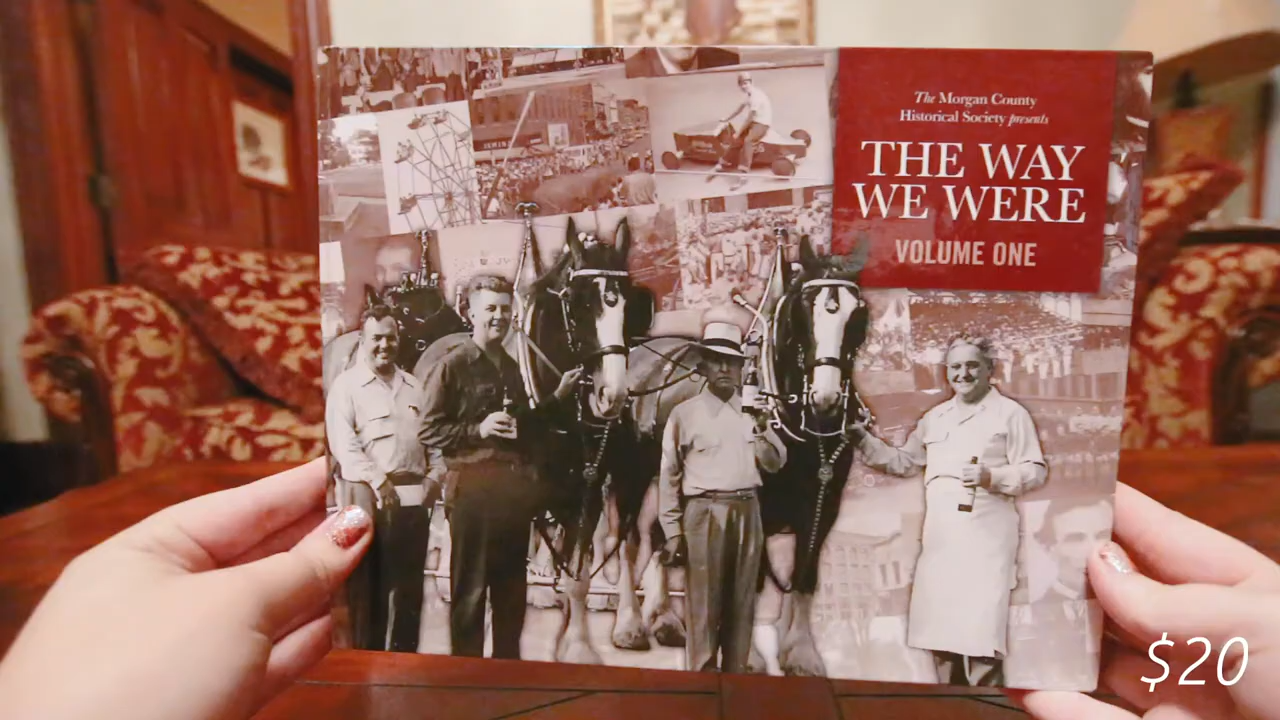 The Morgan County
Historical Society presents
THE WAY
WE WERE
VOLUME ONE
$20